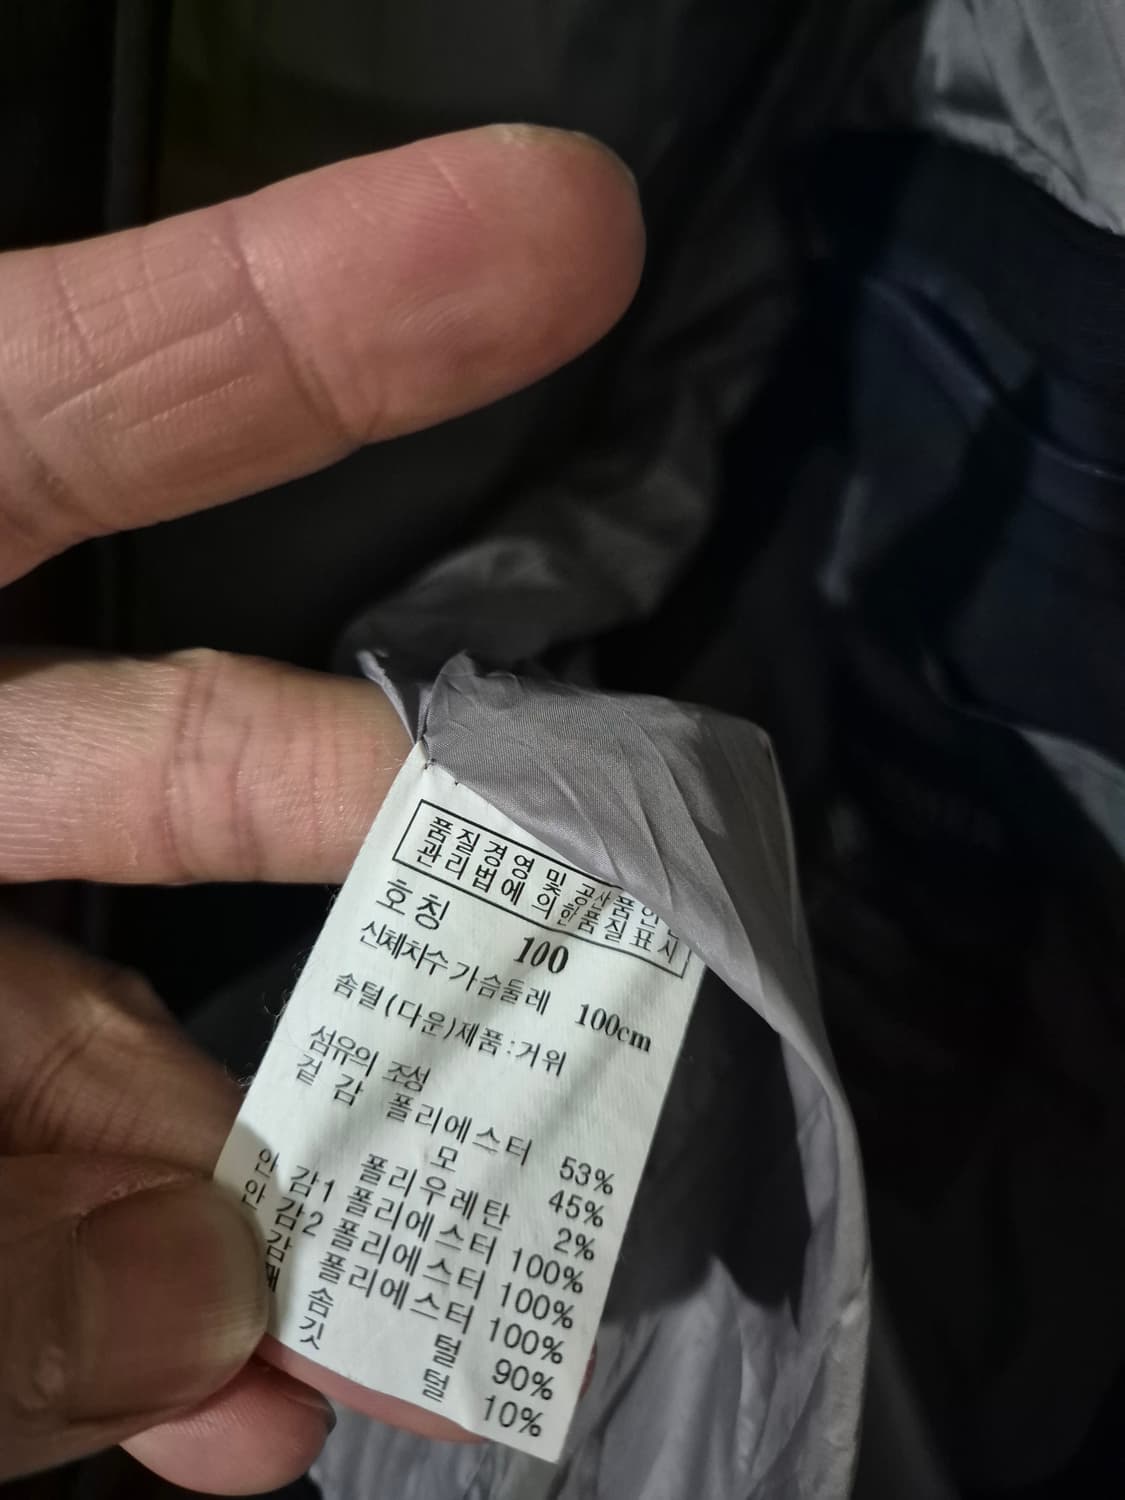 품질경영 및 공산품안
관리법에 의한 품질표시
호칭 100
신체치수 가슴둘레 100cm
솜털(다운)제품:거위
섬유의 조성
겉 감 폴리에스터 53%
모 45%
폴리우레탄 2%
안 감1 폴리에스터 100%
안 감2 폴리에스터 100%
감 폴리에스터 100%
솜 털 90%
깃 털 10%